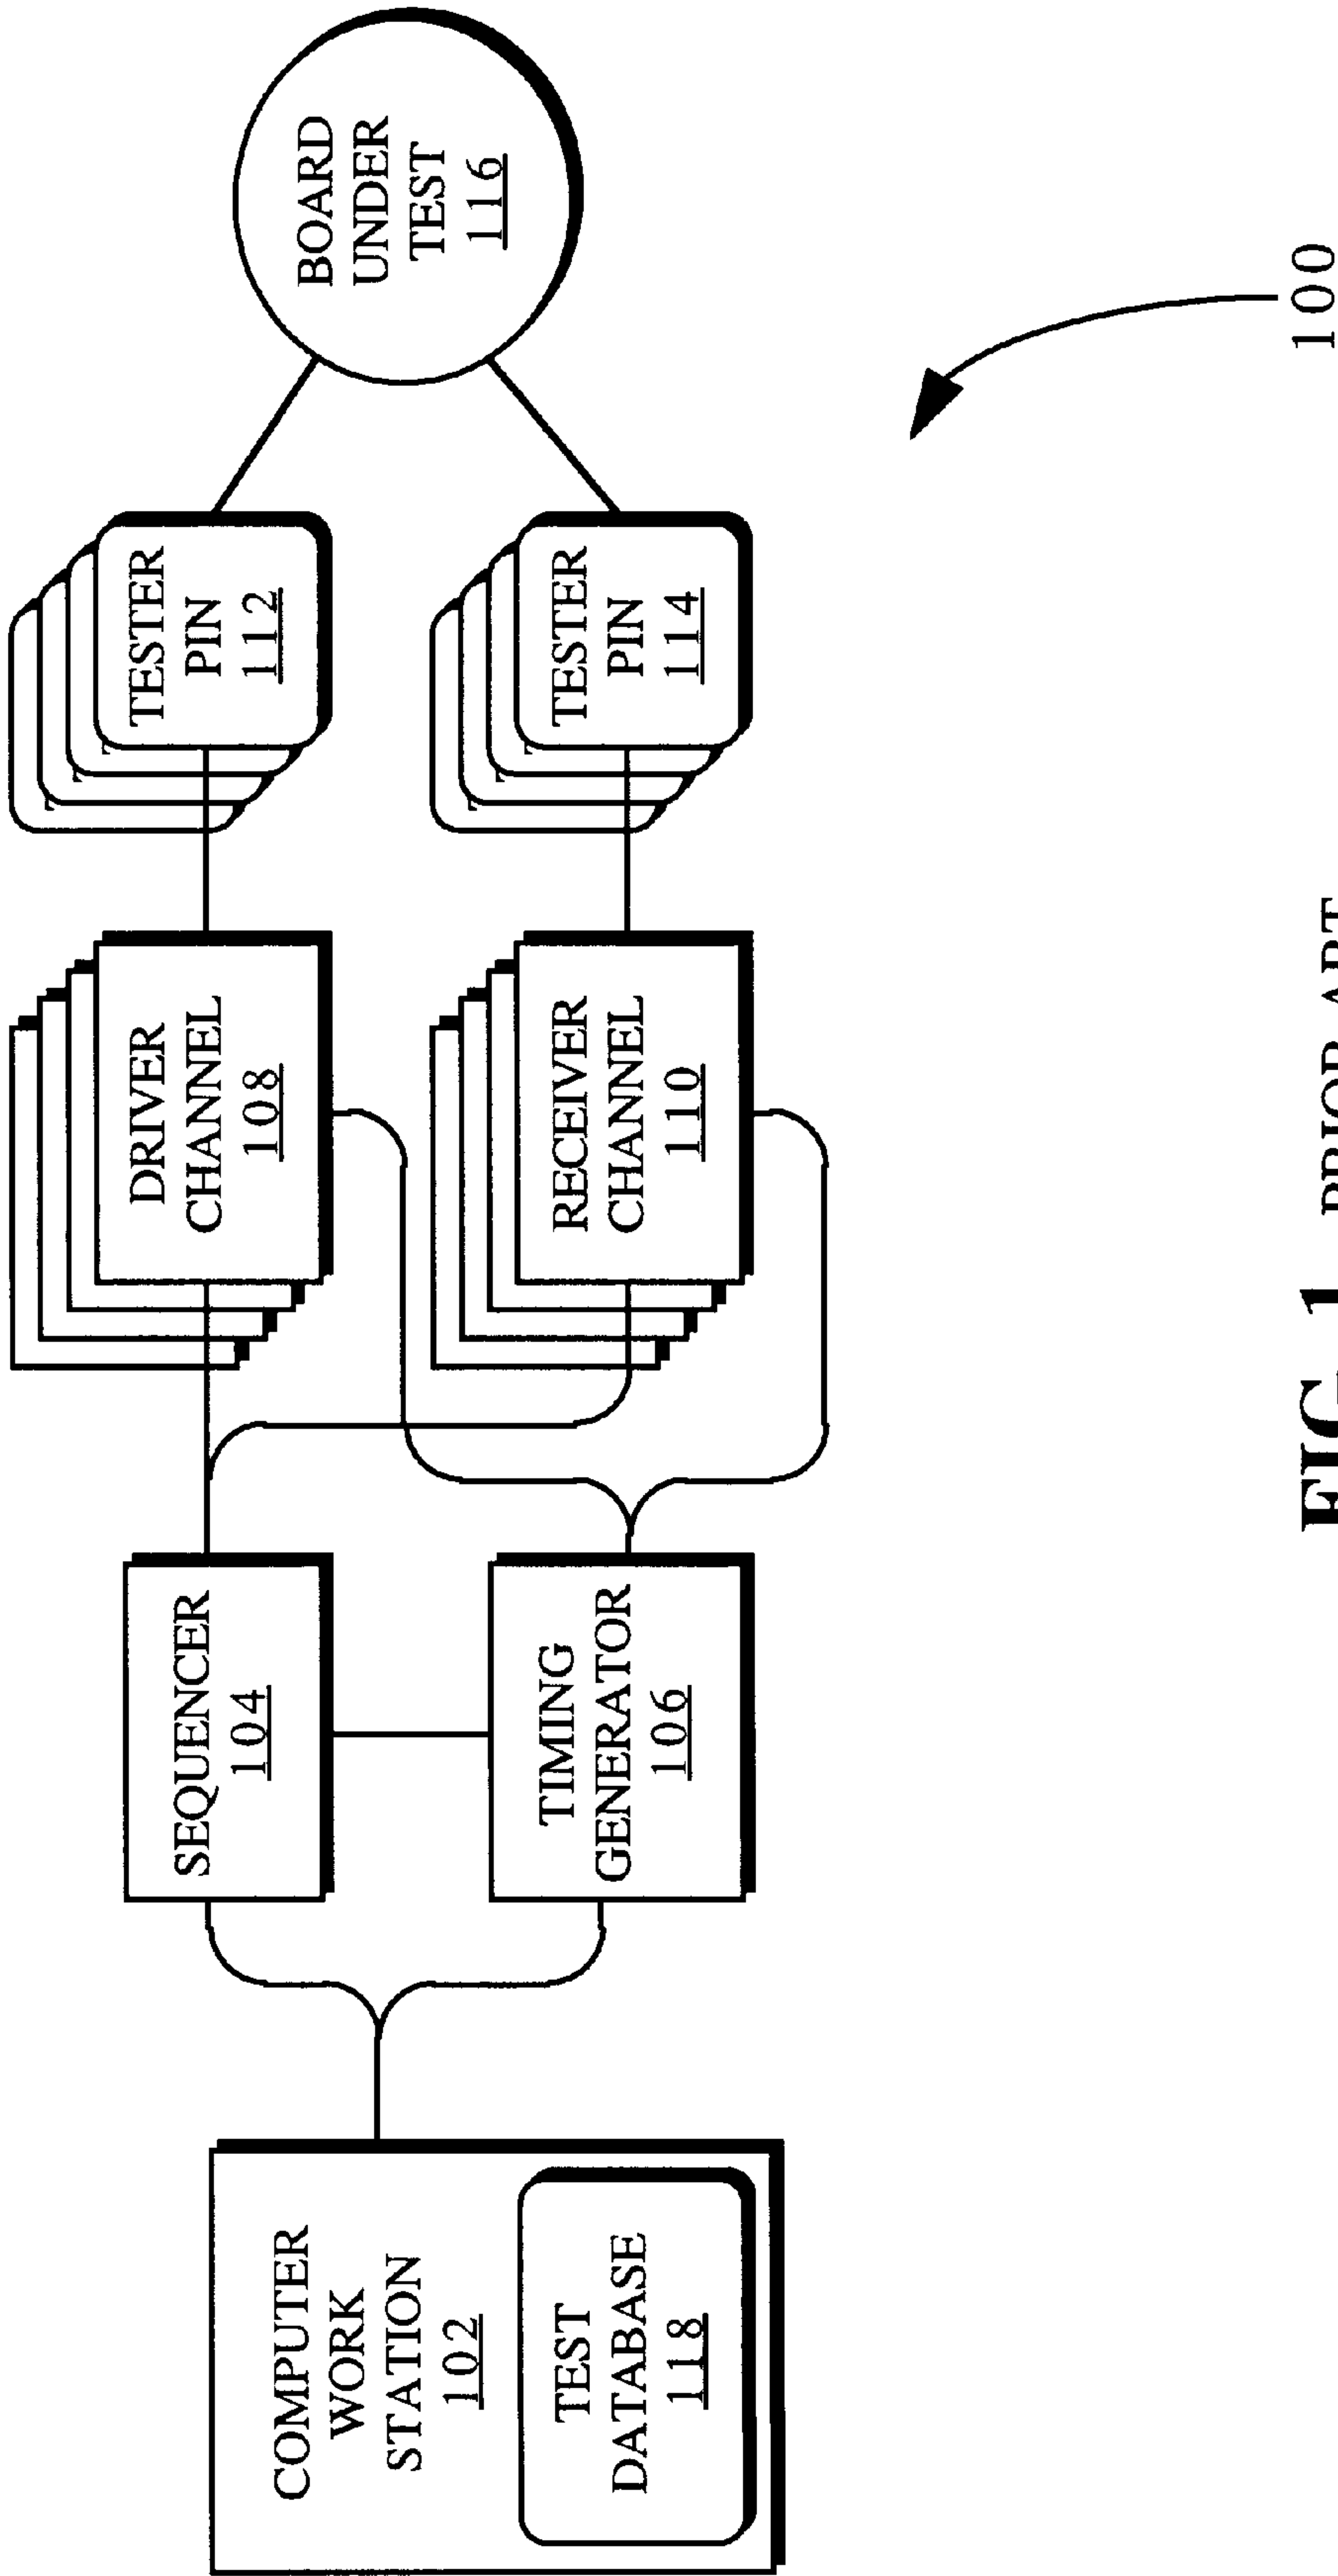 COMPUTER
WORK
STATION
102
TEST
DATABASE
118
SEQUENCER
104
TIMING
GENERATOR
106
DRIVER
CHANNEL
108
RECEIVER
CHANNEL
110
TESTER
PIN
112
TESTER
PIN
114
BOARD
UNDER
TEST
116
100
FIG. 1 PRIOR ART